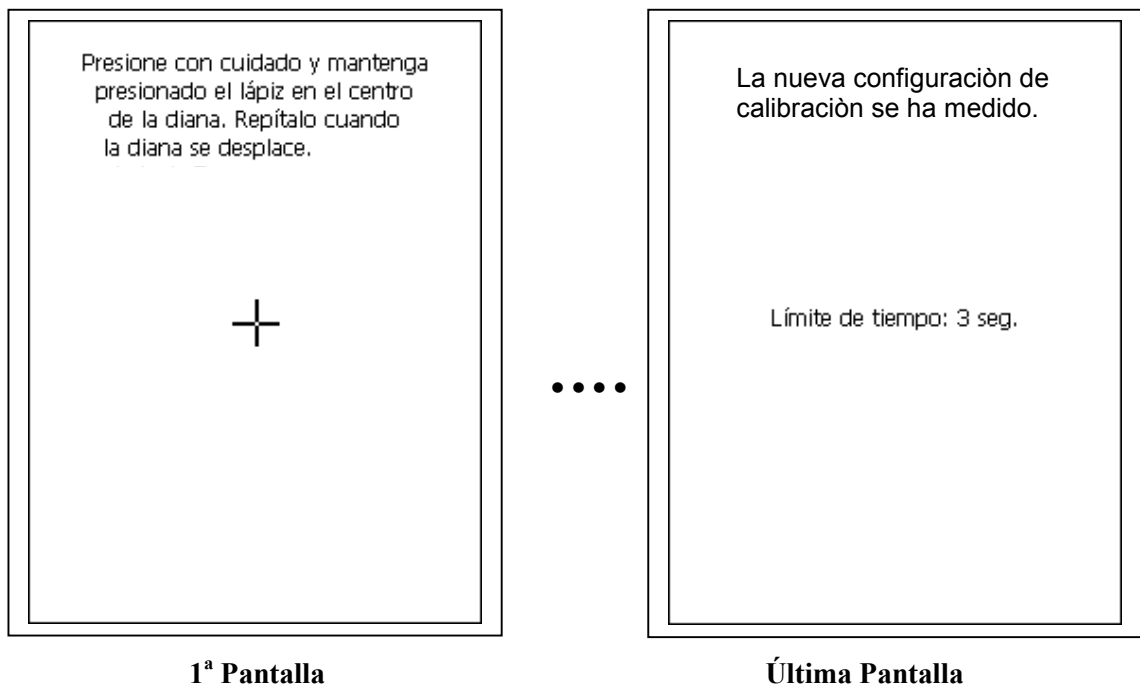 Presione con cuidado y mantenga
presionado el lápiz en el centro
de la diana. Repítalo cuando
la diana se desplace.
La nueva configuraciòn de
calibraciòn se ha medido.
Límite de tiempo: 3 seg.
1ª Pantalla
Última Pantalla